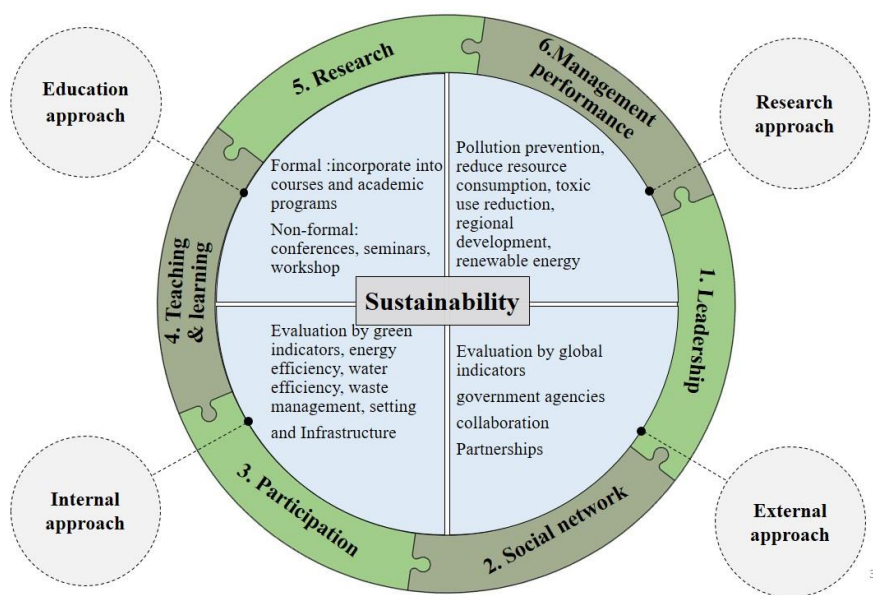 5. Research
6.Management
performance
Education
approach
Research
approach
Formal :incorporate into
courses and academic
programs
Non-formal:
conferences, seminars,
workshop
Pollution prevention,
reduce resource
consumption, toxic
use reduction,
regional
development,
renewable energy
4. Teaching
& learning
Sustainability
1. Leadership
Evaluation by green
indicators, energy
efficiency, water
efficiency, waste
management, setting
and Infrastructure
Evaluation by global
indicators
government agencies
collaboration
Partnerships
Internal
approach
3. Participation
2. Social network
External
approach